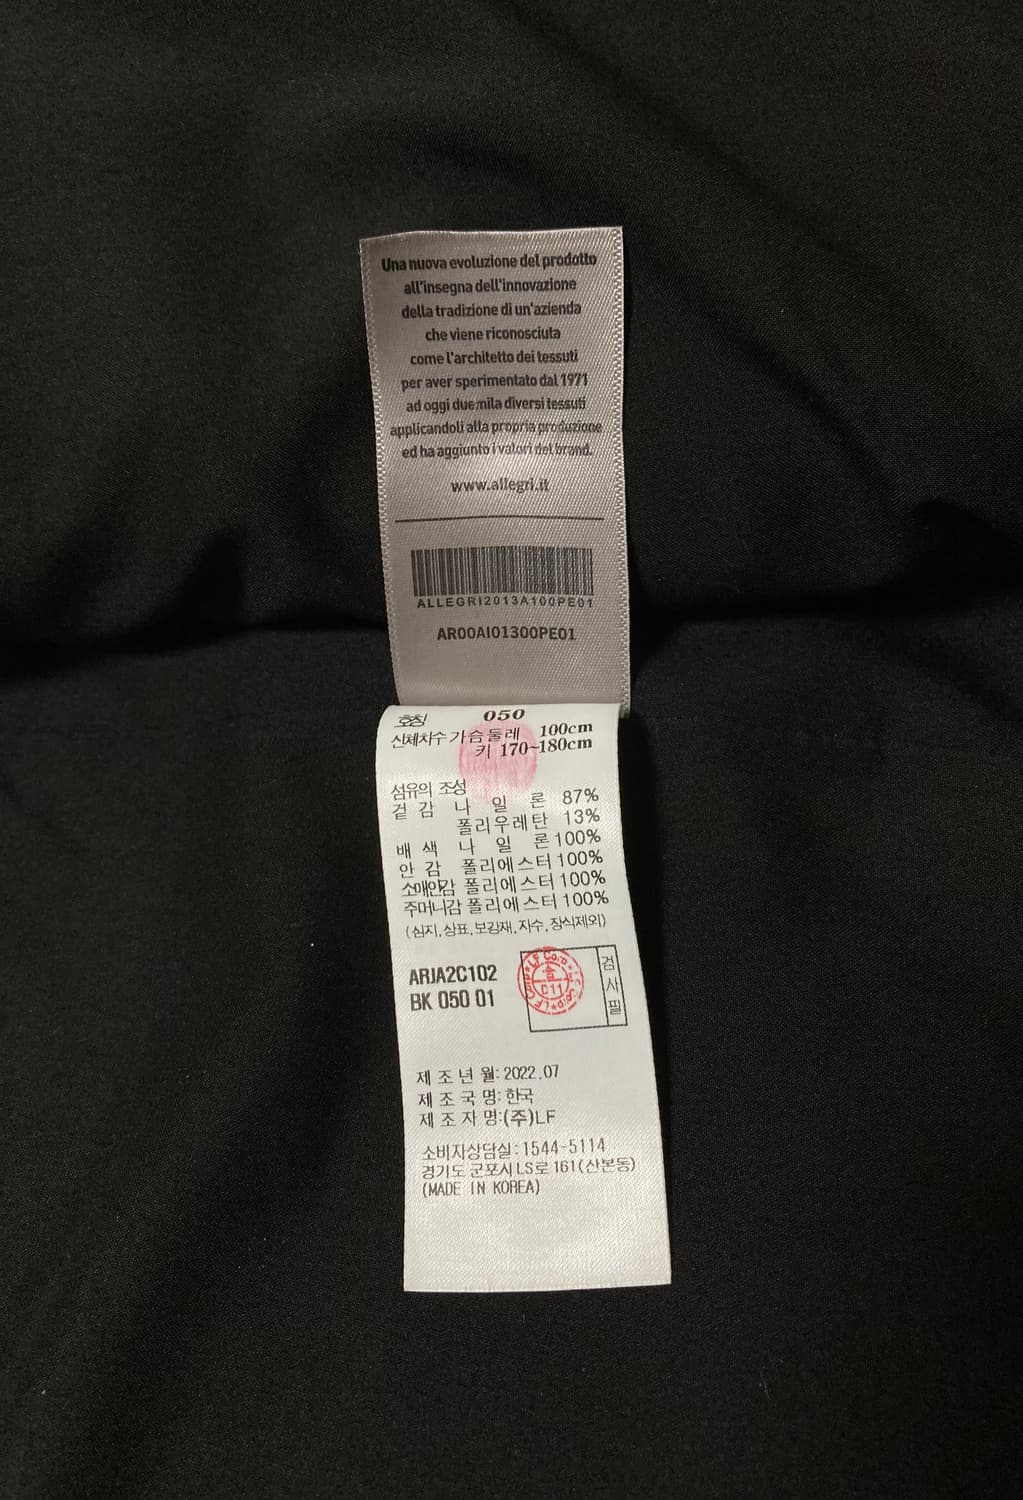 Una nuova evoluzione del prodotto
all'insegna dell'innovazione
della tradizione di un'azienda
che viene riconosciuta
come l'architetto dei tessuti
per aver sperimentato dal 1971
ad oggi duemila diversi tessuti
applicandoli alla propria produzione
ed ha aggiunto i valori del brand.
www.allegri.it
ALLEGRI2013A100PE01
AR00AI01300PE01
호칭 050
신체치수 가슴둘레 100cm
키 170~180cm
섬유의 조성
겉감 나일론 87%
폴리우레탄 13%
배색 나일론 100%
안감 폴리에스터 100%
소매안감 폴리에스터 100%
주머니감 폴리에스터 100%
(심지,상표,보강재,자수,장식제외)
ARJA2C102
BK 050 01
LF Corp★LF Corp★LF Corp★
011
검사필
제조년월:2022.07
제조국명:한국
제조자명:(주)LF
소비자상담실:1544-5114
경기도 군포시 LS로 161(산본동)
(MADE IN KOREA)